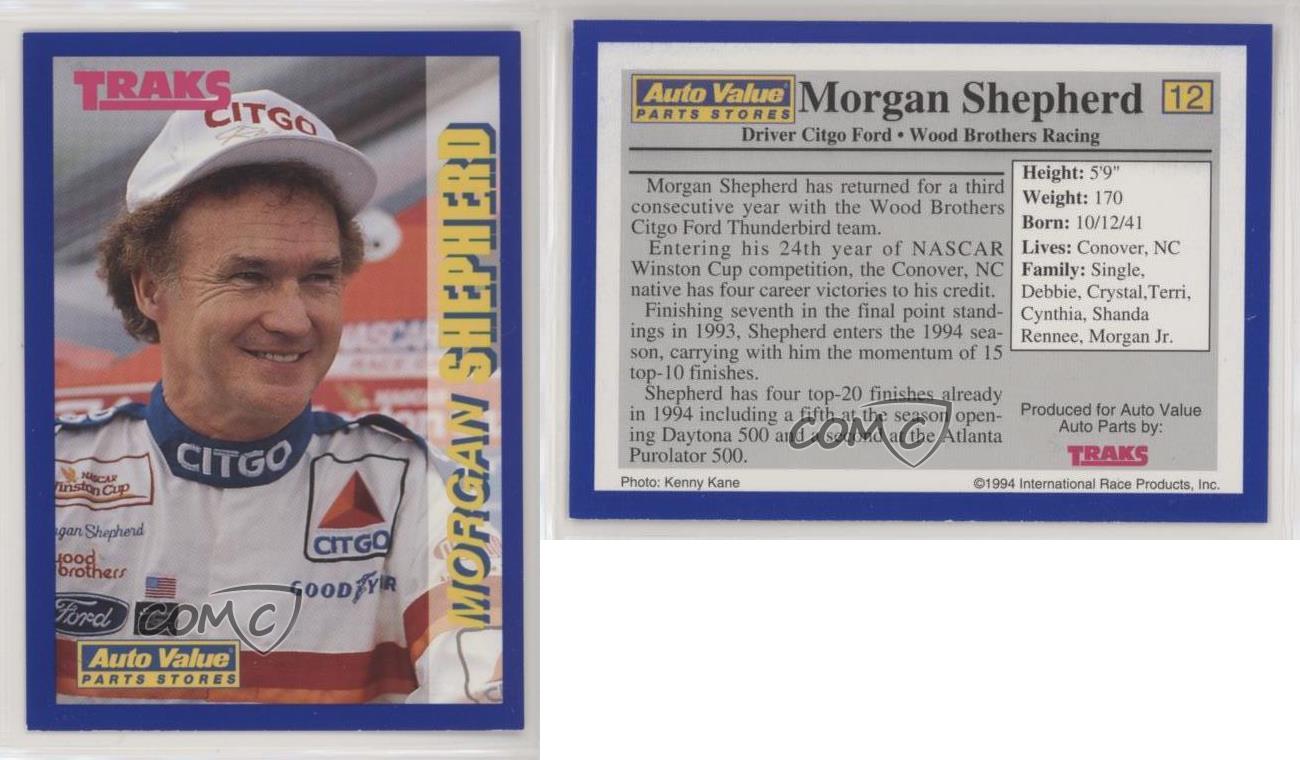 TRAKS
CITGO
MORGAN SHEPHERD
NASCAR
CITGO
NASCAR
Winston Cup
gan Shepherd
wood
brothers
Ford
CITGO
GOODYEAR
COMC
Auto Value
PARTS STORES
Auto Value
PARTS STORES
Morgan Shepherd
12
Driver Citgo Ford • Wood Brothers Racing
Morgan Shepherd has returned for a third
consecutive year with the Wood Brothers
Citgo Ford Thunderbird team.
Entering his 24th year of NASCAR
Winston Cup competition, the Conover, NC
native has four career victories to his credit.
Finishing seventh in the final point stand-
ings in 1993, Shepherd enters the 1994 sea-
son, carrying with him the momentum of 15
top-10 finishes.
Shepherd has four top-20 finishes already
in 1994 including a fifth at the season open-
ing Daytona 500 and a second at the Atlanta
Purolator 500.
Height: 5'9"
Weight: 170
Born: 10/12/41
Lives: Conover, NC
Family: Single,
Debbie, Crystal,Terri,
Cynthia, Shanda
Rennee, Morgan Jr.
Produced for Auto Value
Auto Parts by:
TRAKS
COMC
Photo: Kenny Kane
©1994 International Race Products, Inc.